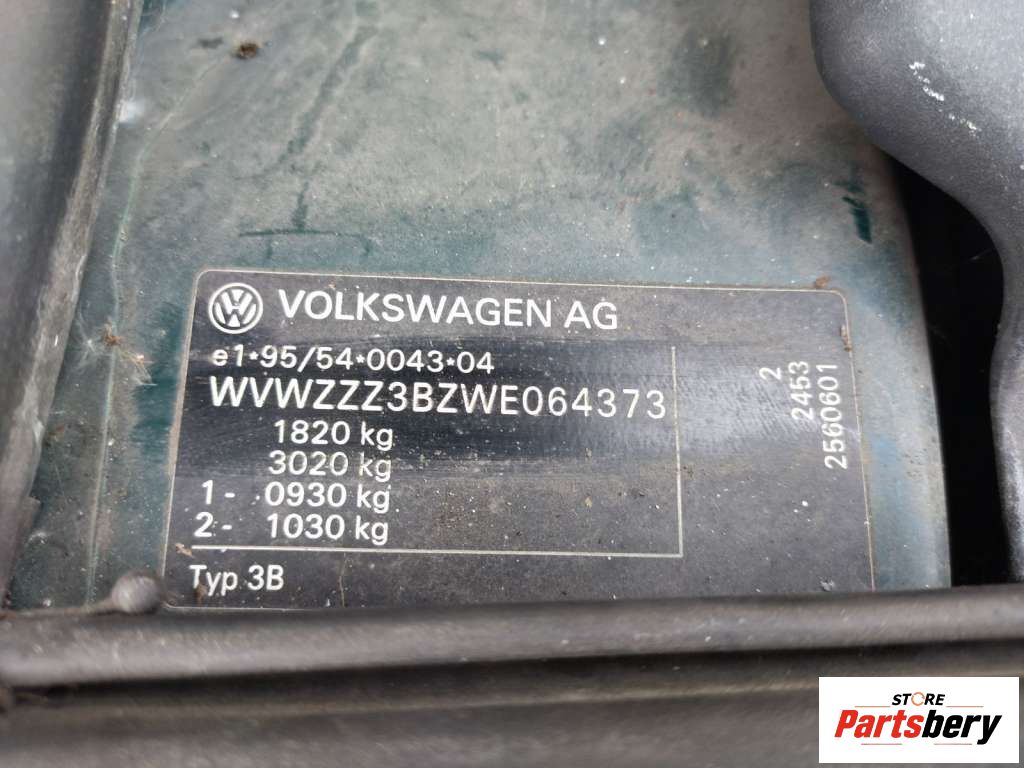 VOLKSWAGEN AG
e1*95/54*0043*04
WVWZZZ3BZWE064373
1820 kg
3020 kg
1- 0930 kg
2- 1030 kg
Typ 3B
2
2453
2560601
STORE
Partsbery